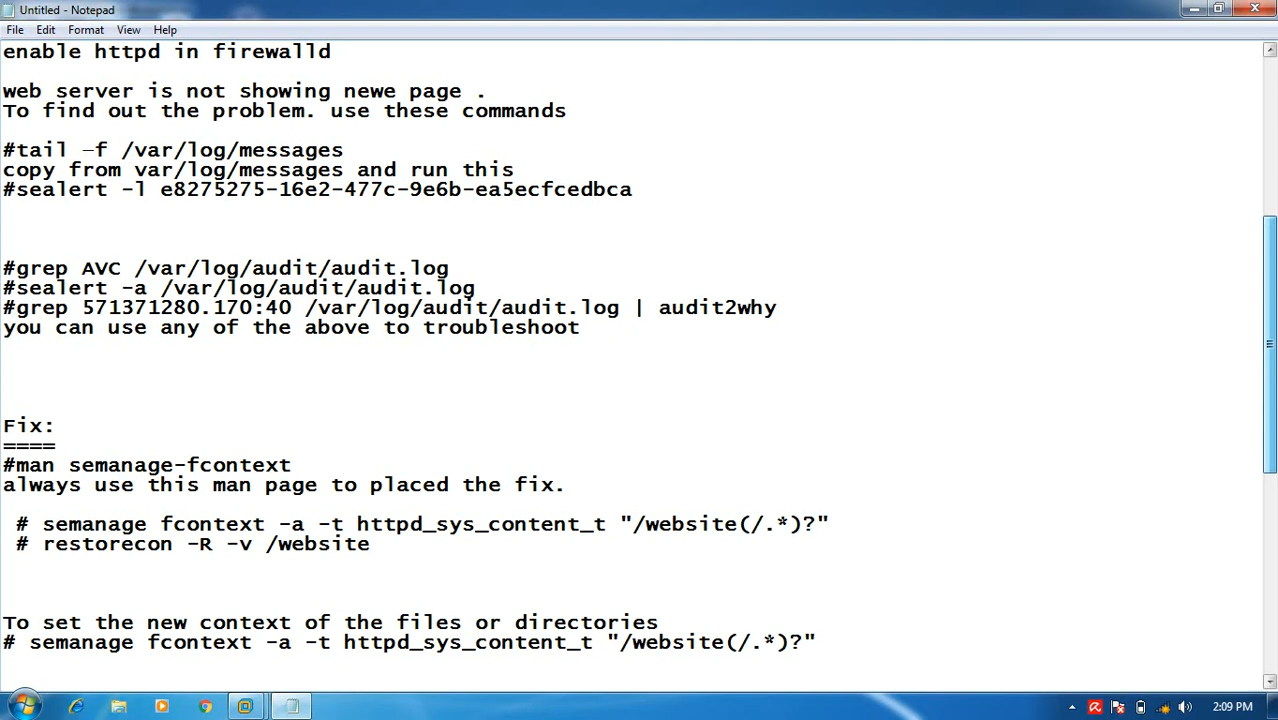 Untitled - Notepad
File Edit Format View Help
enable httpd in firewalld
web server is not showing newe page .
To find out the problem. use these commands
#tail –f /var/log/messages
copy from var/log/messages and run this
#sealert -l e8275275-16e2-477c-9e6b-ea5ecfcedbca
#grep AVC /var/log/audit/audit.log
#sealert -a /var/log/audit/audit.log
#grep 571371280.170:40 /var/log/audit/audit.log | audit2why
you can use any of the above to troubleshoot
Fix:
====
#man semanage-fcontext
always use this man page to placed the fix.
# semanage fcontext -a -t httpd_sys_content_t "/website(/.*)?"
# restorecon -R -v /website
To set the new context of the files or directories
# semanage fcontext -a -t httpd_sys_content_t "/website(/.*)?"
2:09 PM